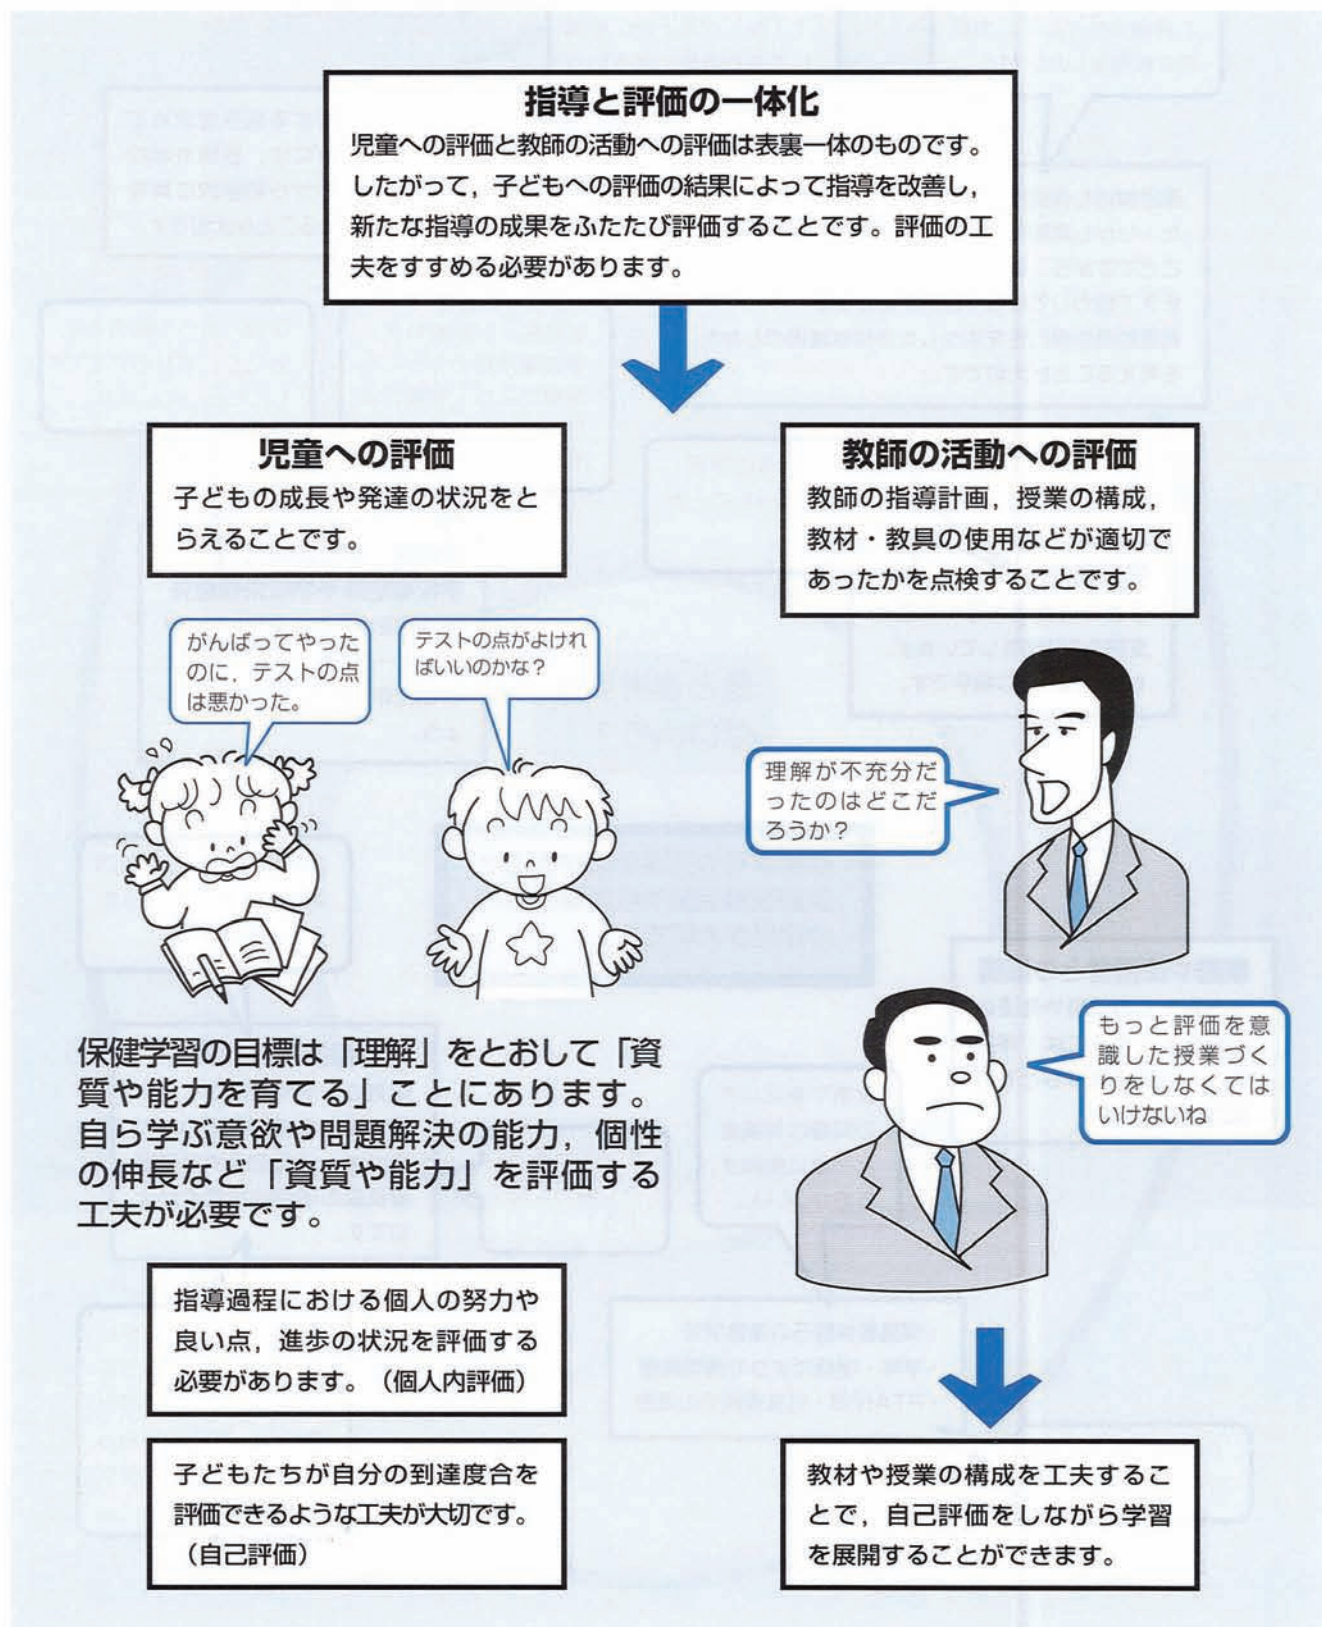 指導と評価の一体化
児童への評価と教師の活動への評価は表裏一体のものです。
したがって，子どもへの評価の結果によって指導を改善し，
新たな指導の成果をふたたび評価することです。評価の工
夫をすすめる必要があります。
児童への評価
子どもの成長や発達の状況をと
らえることです。
教師の活動への評価
教師の指導計画，授業の構成，
教材・教具の使用などが適切で
あったかを点検することです。
がんばってやった
のに，テストの点
は悪かった。
テストの点がよけれ
ばいいのかな？
理解が不充分だ
ったのはどこだ
ろうか？
もっと評価を意
識した授業づく
りをしなくては
いけないね
保健学習の目標は「理解」をとおして「資
質や能力を育てる」ことにあります。
自ら学ぶ意欲や問題解決の能力，個性
の伸長など「資質や能力」を評価する
工夫が必要です。
指導過程における個人の努力や
良い点，進歩の状況を評価する
必要があります。（個人内評価）
子どもたちが自分の到達度合を
評価できるような工夫が大切です。
（自己評価）
教材や授業の構成を工夫するこ
とで，自己評価をしながら学習
を展開することができます。